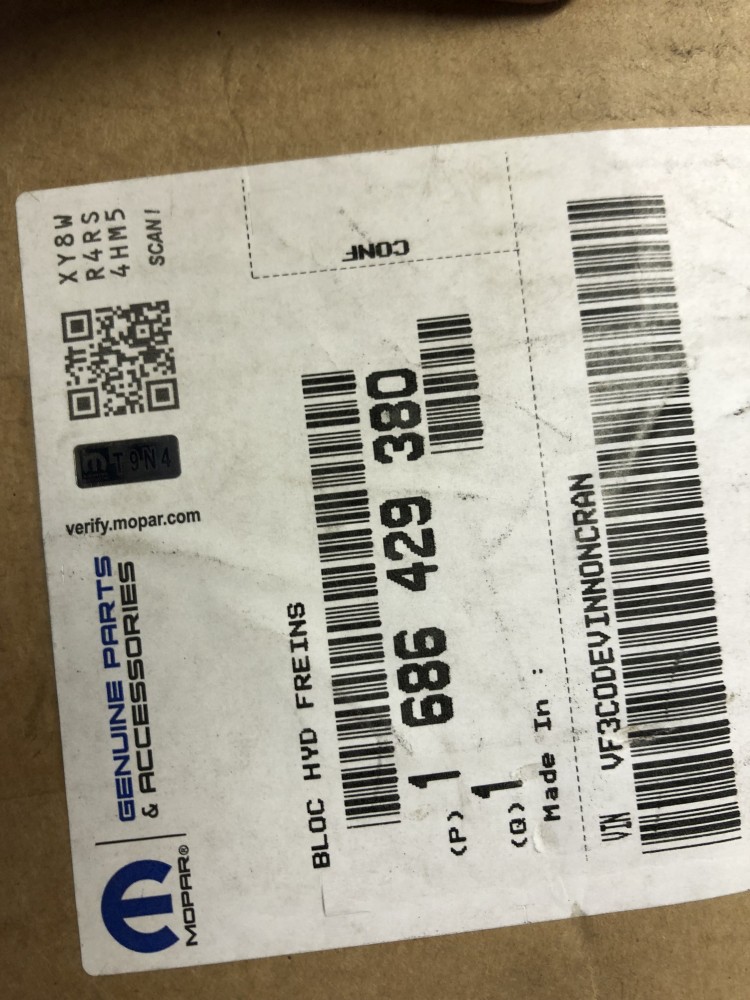 MOPAR®
GENUINE PARTS
& ACCESSORIES
verify.mopar.com
T9N4
XY8W
R4RS
4HM5
SCAN!
CONF
BLOC HYD FREINS
(P) 1 686 429 380
(Q) 1
Made In :
VIN VF3CODEVINNONCRAN